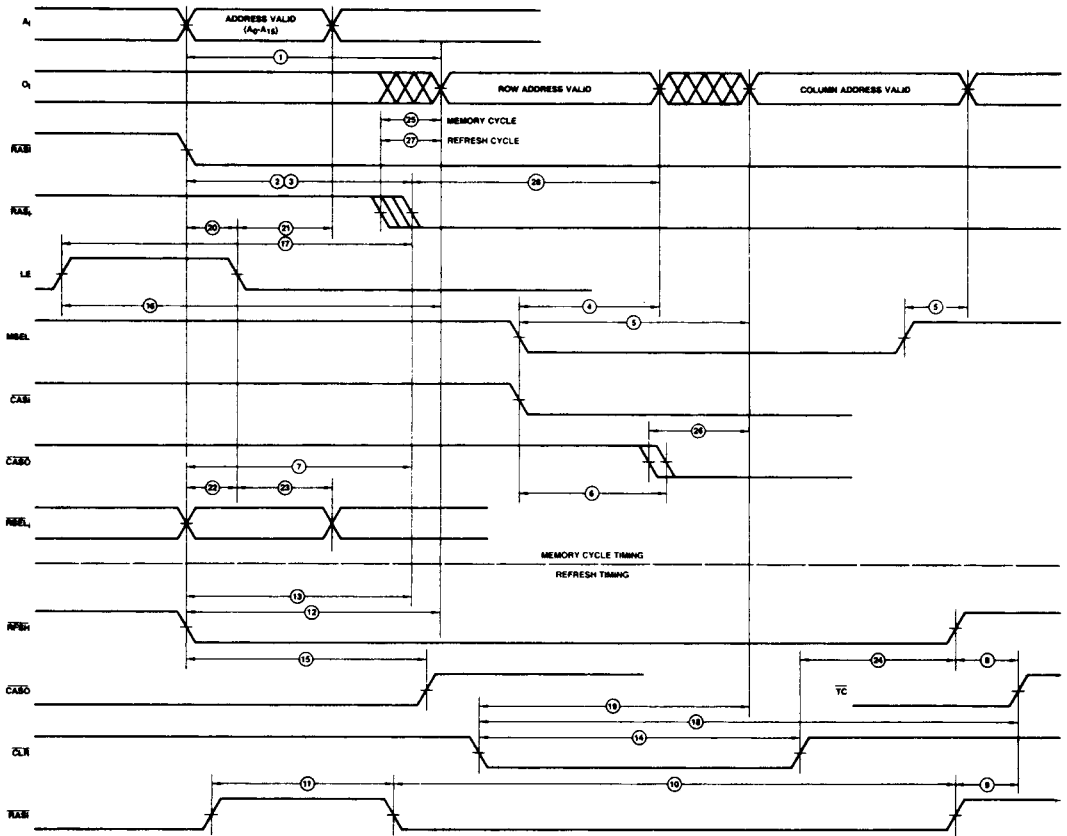 Aᵢ
ADDRESS VALID
(A₀-A₁₅)
①
Oᵢ
ROW ADDRESS VALID
COLUMN ADDRESS VALID
㉕ MEMORY CYCLE
㉗ REFRESH CYCLE
RASI
② ③
㉘
RASᵢ
⑳ ㉑
⑰
LE
⑯
④
⑤
⑤
MSEL
CASI
㉖
CASO
⑦
㉒ ㉓
⑥
RSELᵢ
MEMORY CYCLE TIMING
REFRESH TIMING
⑬
⑫
RFSH
⑮
㉔
⑧
CASO
TC
⑲
⑱
⑭
CLR
⑪
⑩
⑨
RASI